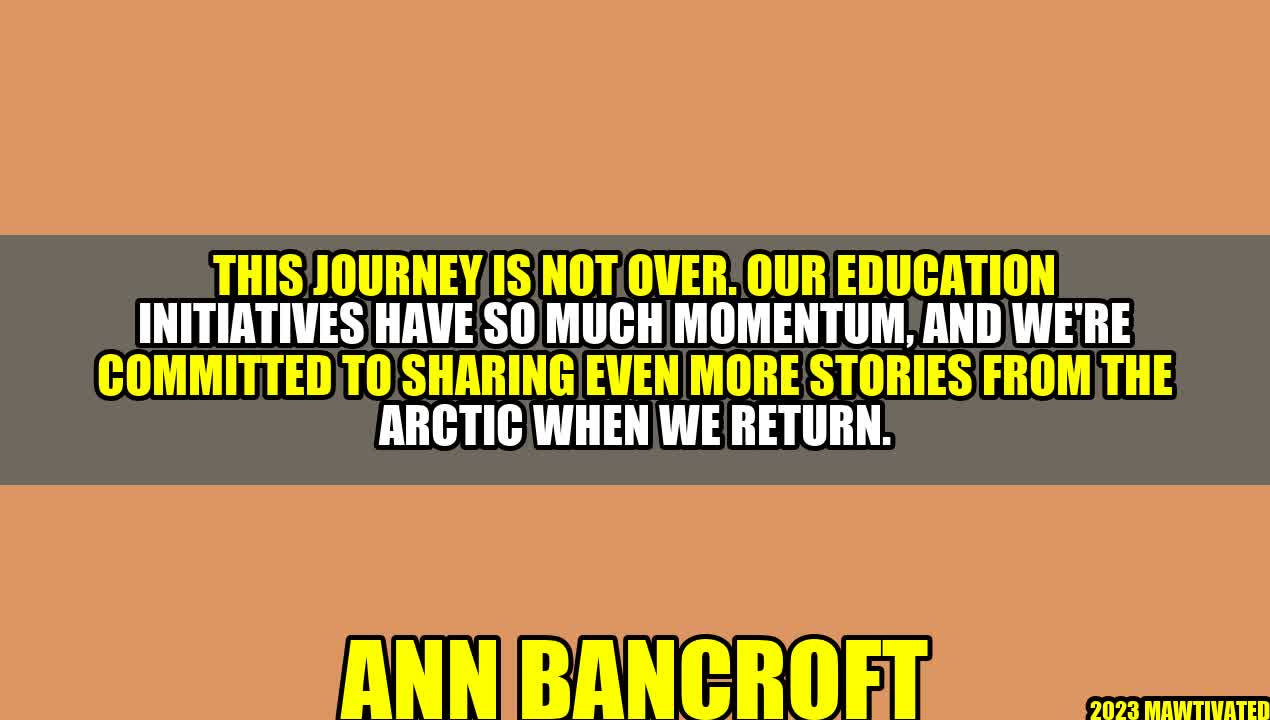 THIS JOURNEY IS NOT OVER. OUR EDUCATION
INITIATIVES HAVE SO MUCH MOMENTUM, AND WE'RE
COMMITTED TO SHARING EVEN MORE STORIES FROM THE
ARCTIC WHEN WE RETURN.
ANN BANCROFT
2023 MAWTIVATED